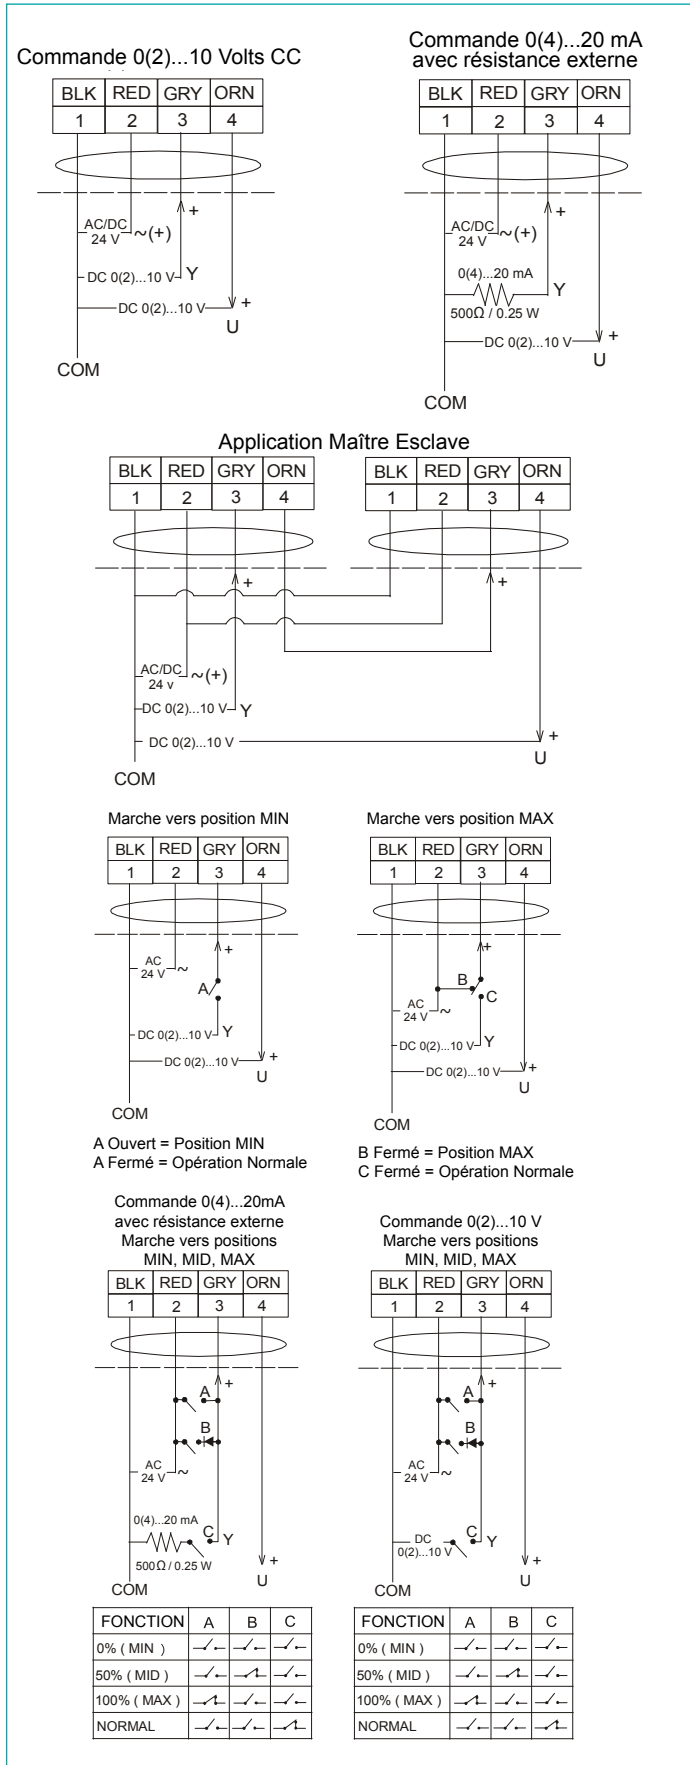 Commande 0(2)...10 Volts CC
BLK RED GRY ORN
1 2 3 4
+
AC/DC
24 V ~(+)
DC 0(2)...10 V Y
DC 0(2)...10 V +
U
COM
Commande 0(4)...20 mA
avec résistance externe
BLK RED GRY ORN
1 2 3 4
+
AC/DC
24 V ~(+)
0(4)...20 mA
Y
500Ω / 0.25 W
DC 0(2)...10 V +
U
COM
Application Maître Esclave
BLK RED GRY ORN
1 2 3 4
BLK RED GRY ORN
1 2 3 4
+ +
AC/DC
24 v ~(+)
DC 0(2)...10 V Y
DC 0(2)...10 V +
U
COM
Marche vers position MIN
BLK RED GRY ORN
1 2 3 4
+
AC
24 V ~
A
DC 0(2)...10 V Y
DC 0(2)...10 V +
U
COM
A Ouvert = Position MIN
A Fermé = Opération Normale
Marche vers position MAX
BLK RED GRY ORN
1 2 3 4
+
B
C
AC
24 V ~
DC 0(2)...10 V Y
DC 0(2)...10 V +
U
COM
B Fermé = Position MAX
C Fermé = Opération Normale
Commande 0(4)...20mA
avec résistance externe
Marche vers positions
MIN, MID, MAX
BLK RED GRY ORN
1 2 3 4
+
A
B
AC
24 V ~
0(4)...20 mA
C Y
500Ω / 0.25 W
+
U
COM
FONCTION A B C
0% ( MIN )
50% ( MID )
100% ( MAX )
NORMAL
Commande 0(2)...10 V
Marche vers positions
MIN, MID, MAX
BLK RED GRY ORN
1 2 3 4
+
A
B
AC
24 V ~
DC
0(2)...10 V
C Y
+
U
COM
FONCTION A B C
0% ( MIN )
50% ( MID )
100% ( MAX )
NORMAL